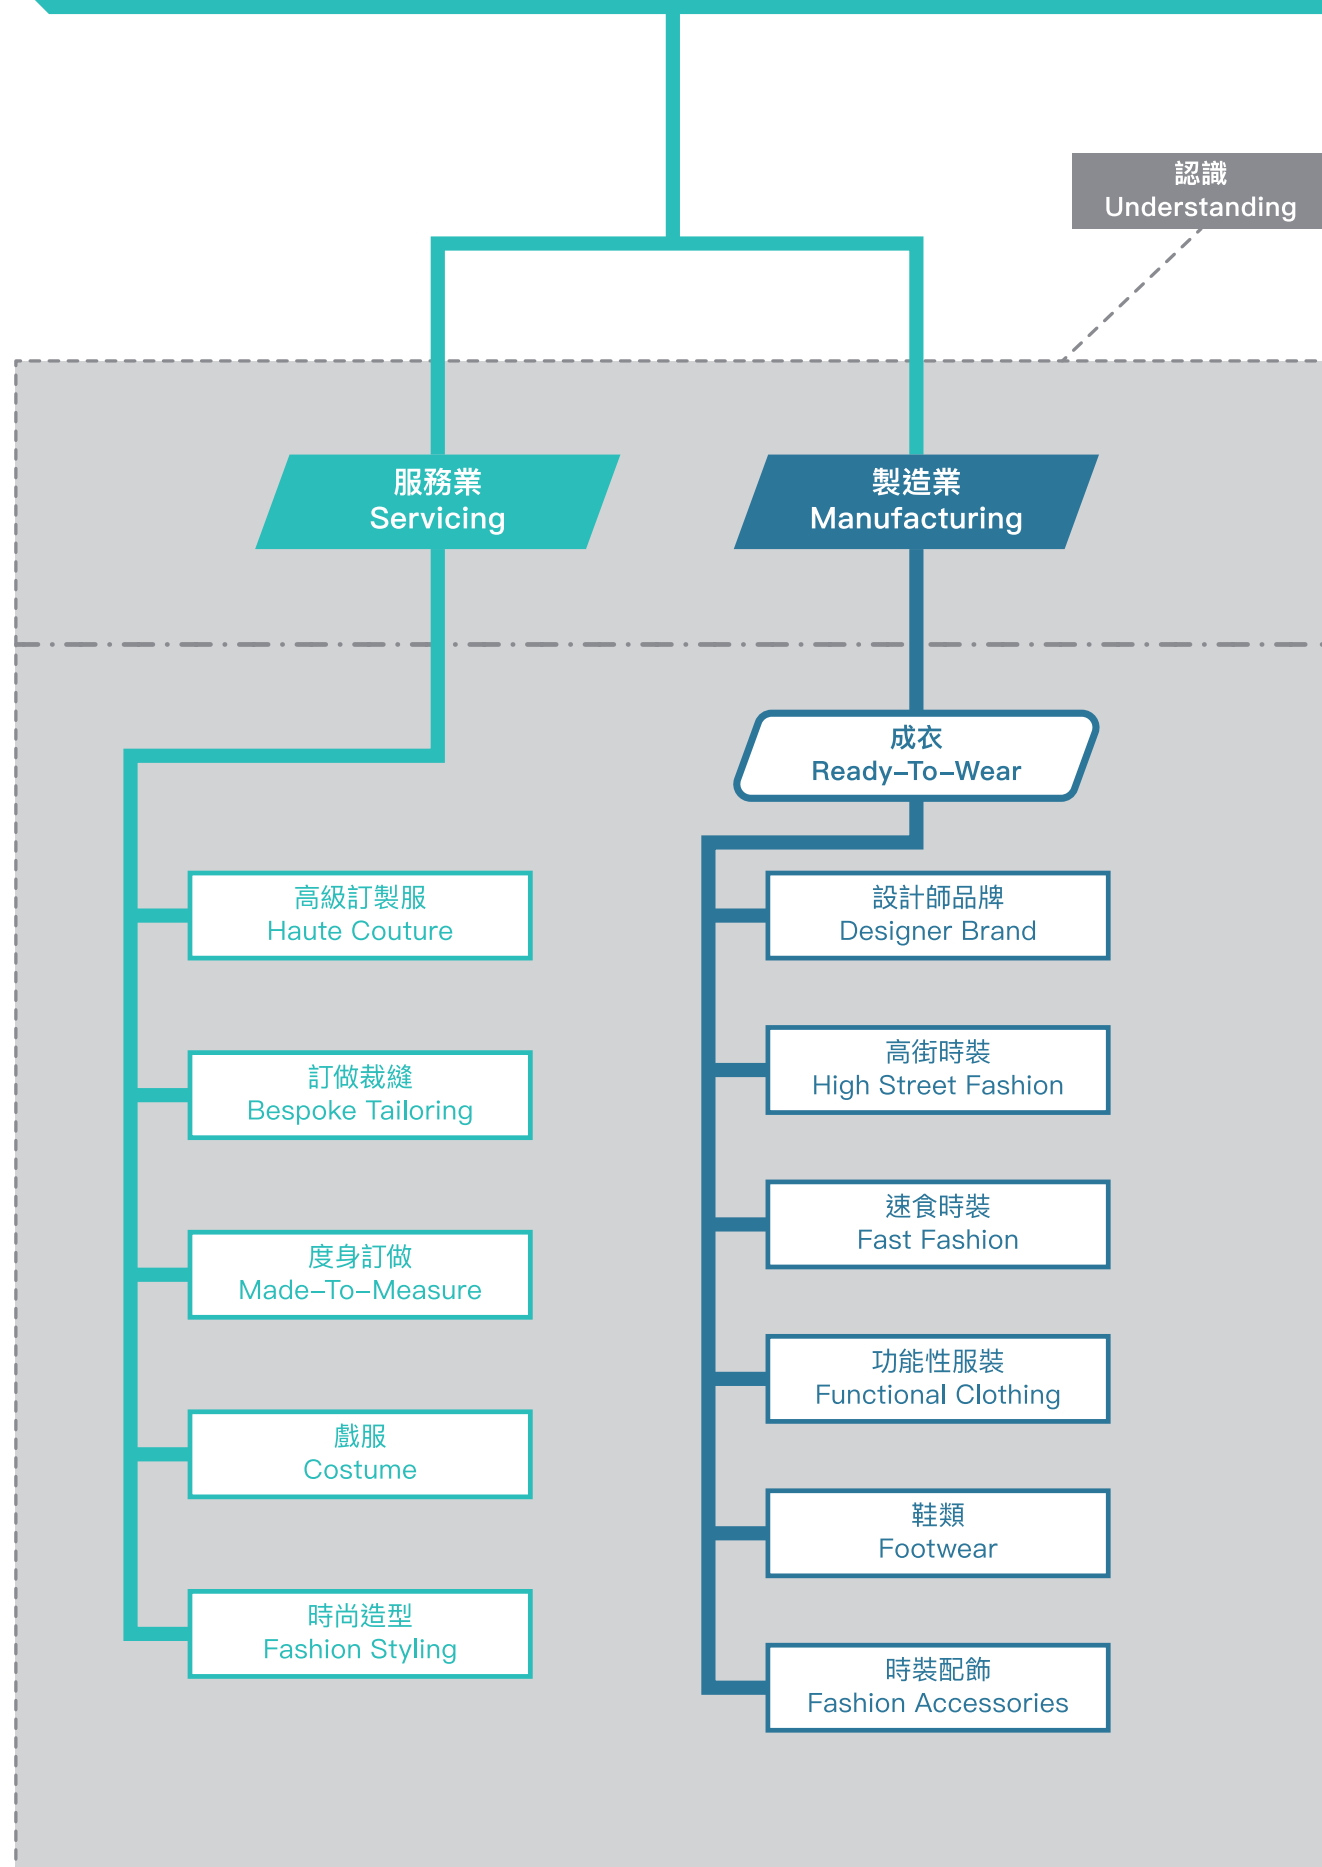 認識
Understanding
服務業
Servicing
製造業
Manufacturing
成衣
Ready–To–Wear
高級訂製服
Haute Couture
訂做裁縫
Bespoke Tailoring
度身訂做
Made–To–Measure
戲服
Costume
時尚造型
Fashion Styling
設計師品牌
Designer Brand
高街時裝
High Street Fashion
速食時裝
Fast Fashion
功能性服裝
Functional Clothing
鞋類
Footwear
時裝配飾
Fashion Accessories